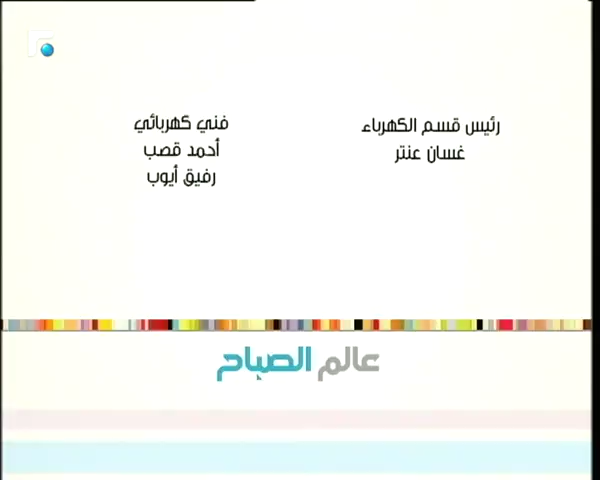 رئيس قسم الكهرباء
غسان عنتر
فني كهربائي
أحمد قصب
رفيق أيوب
عالم الصباح